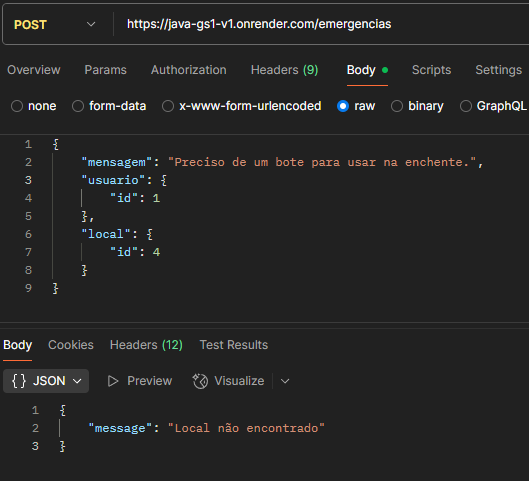 POST https://java-gs1-v1.onrender.com/emergencias
Overview Params Authorization Headers (9) Body Scripts Settings
none form-data x-www-form-urlencoded raw binary GraphQL
1 {
2 "mensagem": "Preciso de um bote para usar na enchente.",
3 "usuario": {
4 "id": 1
5 },
6 "local": {
7 "id": 4
8 }
9 }
Body Cookies Headers (12) Test Results
{} JSON Preview Visualize
1 {
2 "message": "Local não encontrado"
3 }